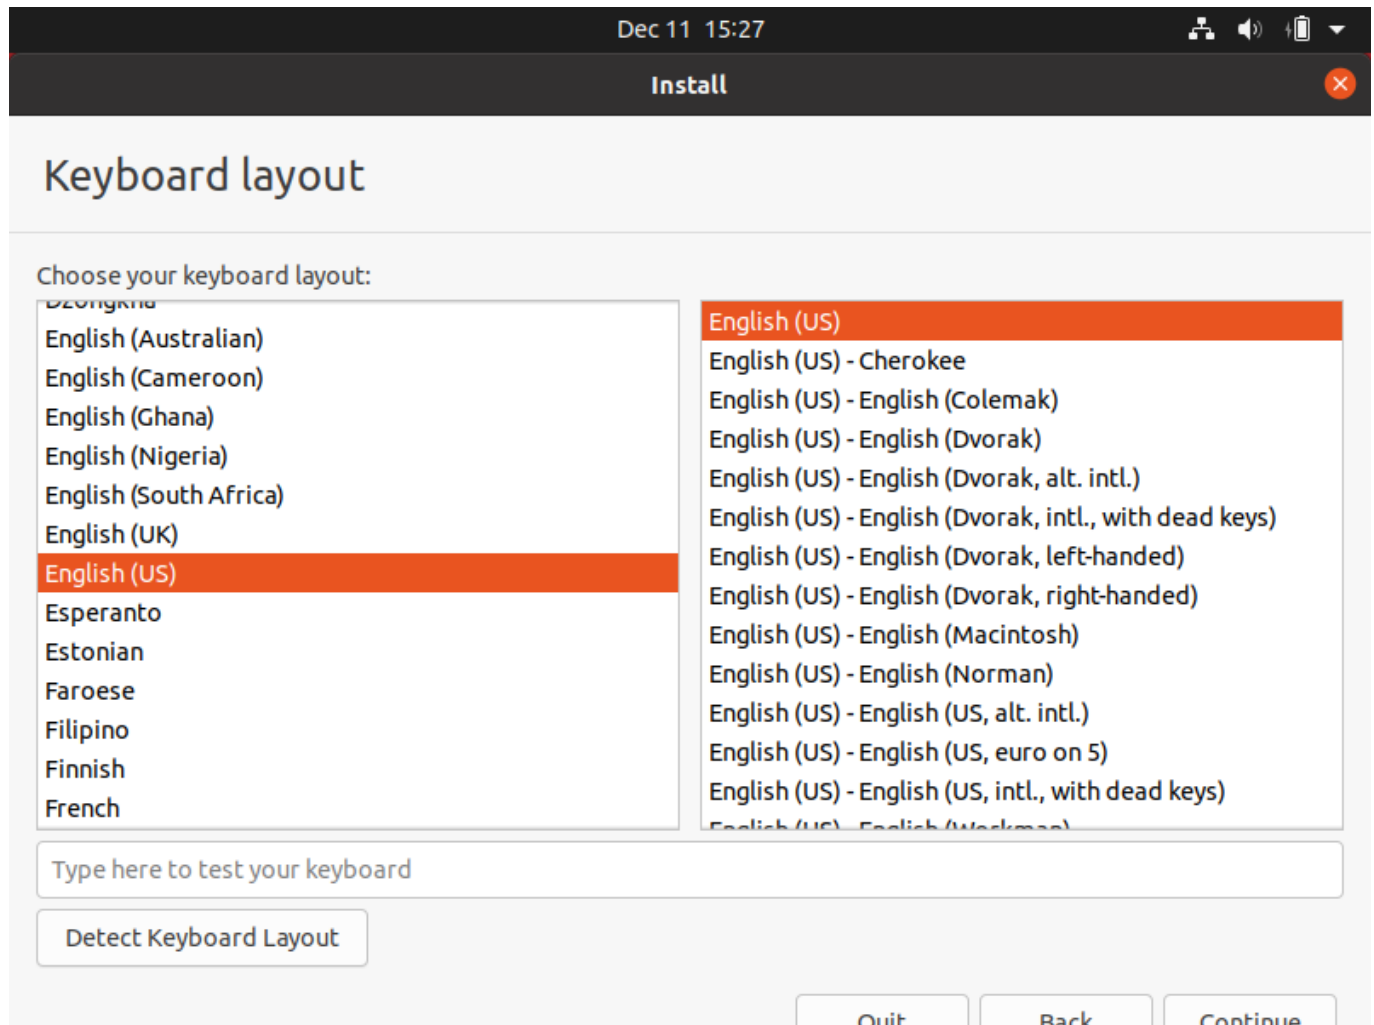 Dec 11 15:27
Install
Keyboard layout
Choose your keyboard layout:
Dzongkha
English (Australian)
English (Cameroon)
English (Ghana)
English (Nigeria)
English (South Africa)
English (UK)
English (US)
Esperanto
Estonian
Faroese
Filipino
Finnish
French
English (US)
English (US) - Cherokee
English (US) - English (Colemak)
English (US) - English (Dvorak)
English (US) - English (Dvorak, alt. intl.)
English (US) - English (Dvorak, intl., with dead keys)
English (US) - English (Dvorak, left-handed)
English (US) - English (Dvorak, right-handed)
English (US) - English (Macintosh)
English (US) - English (Norman)
English (US) - English (US, alt. intl.)
English (US) - English (US, euro on 5)
English (US) - English (US, intl., with dead keys)
English (US) - English (Workman)
Type here to test your keyboard
Detect Keyboard Layout
Quit
Back
Continue